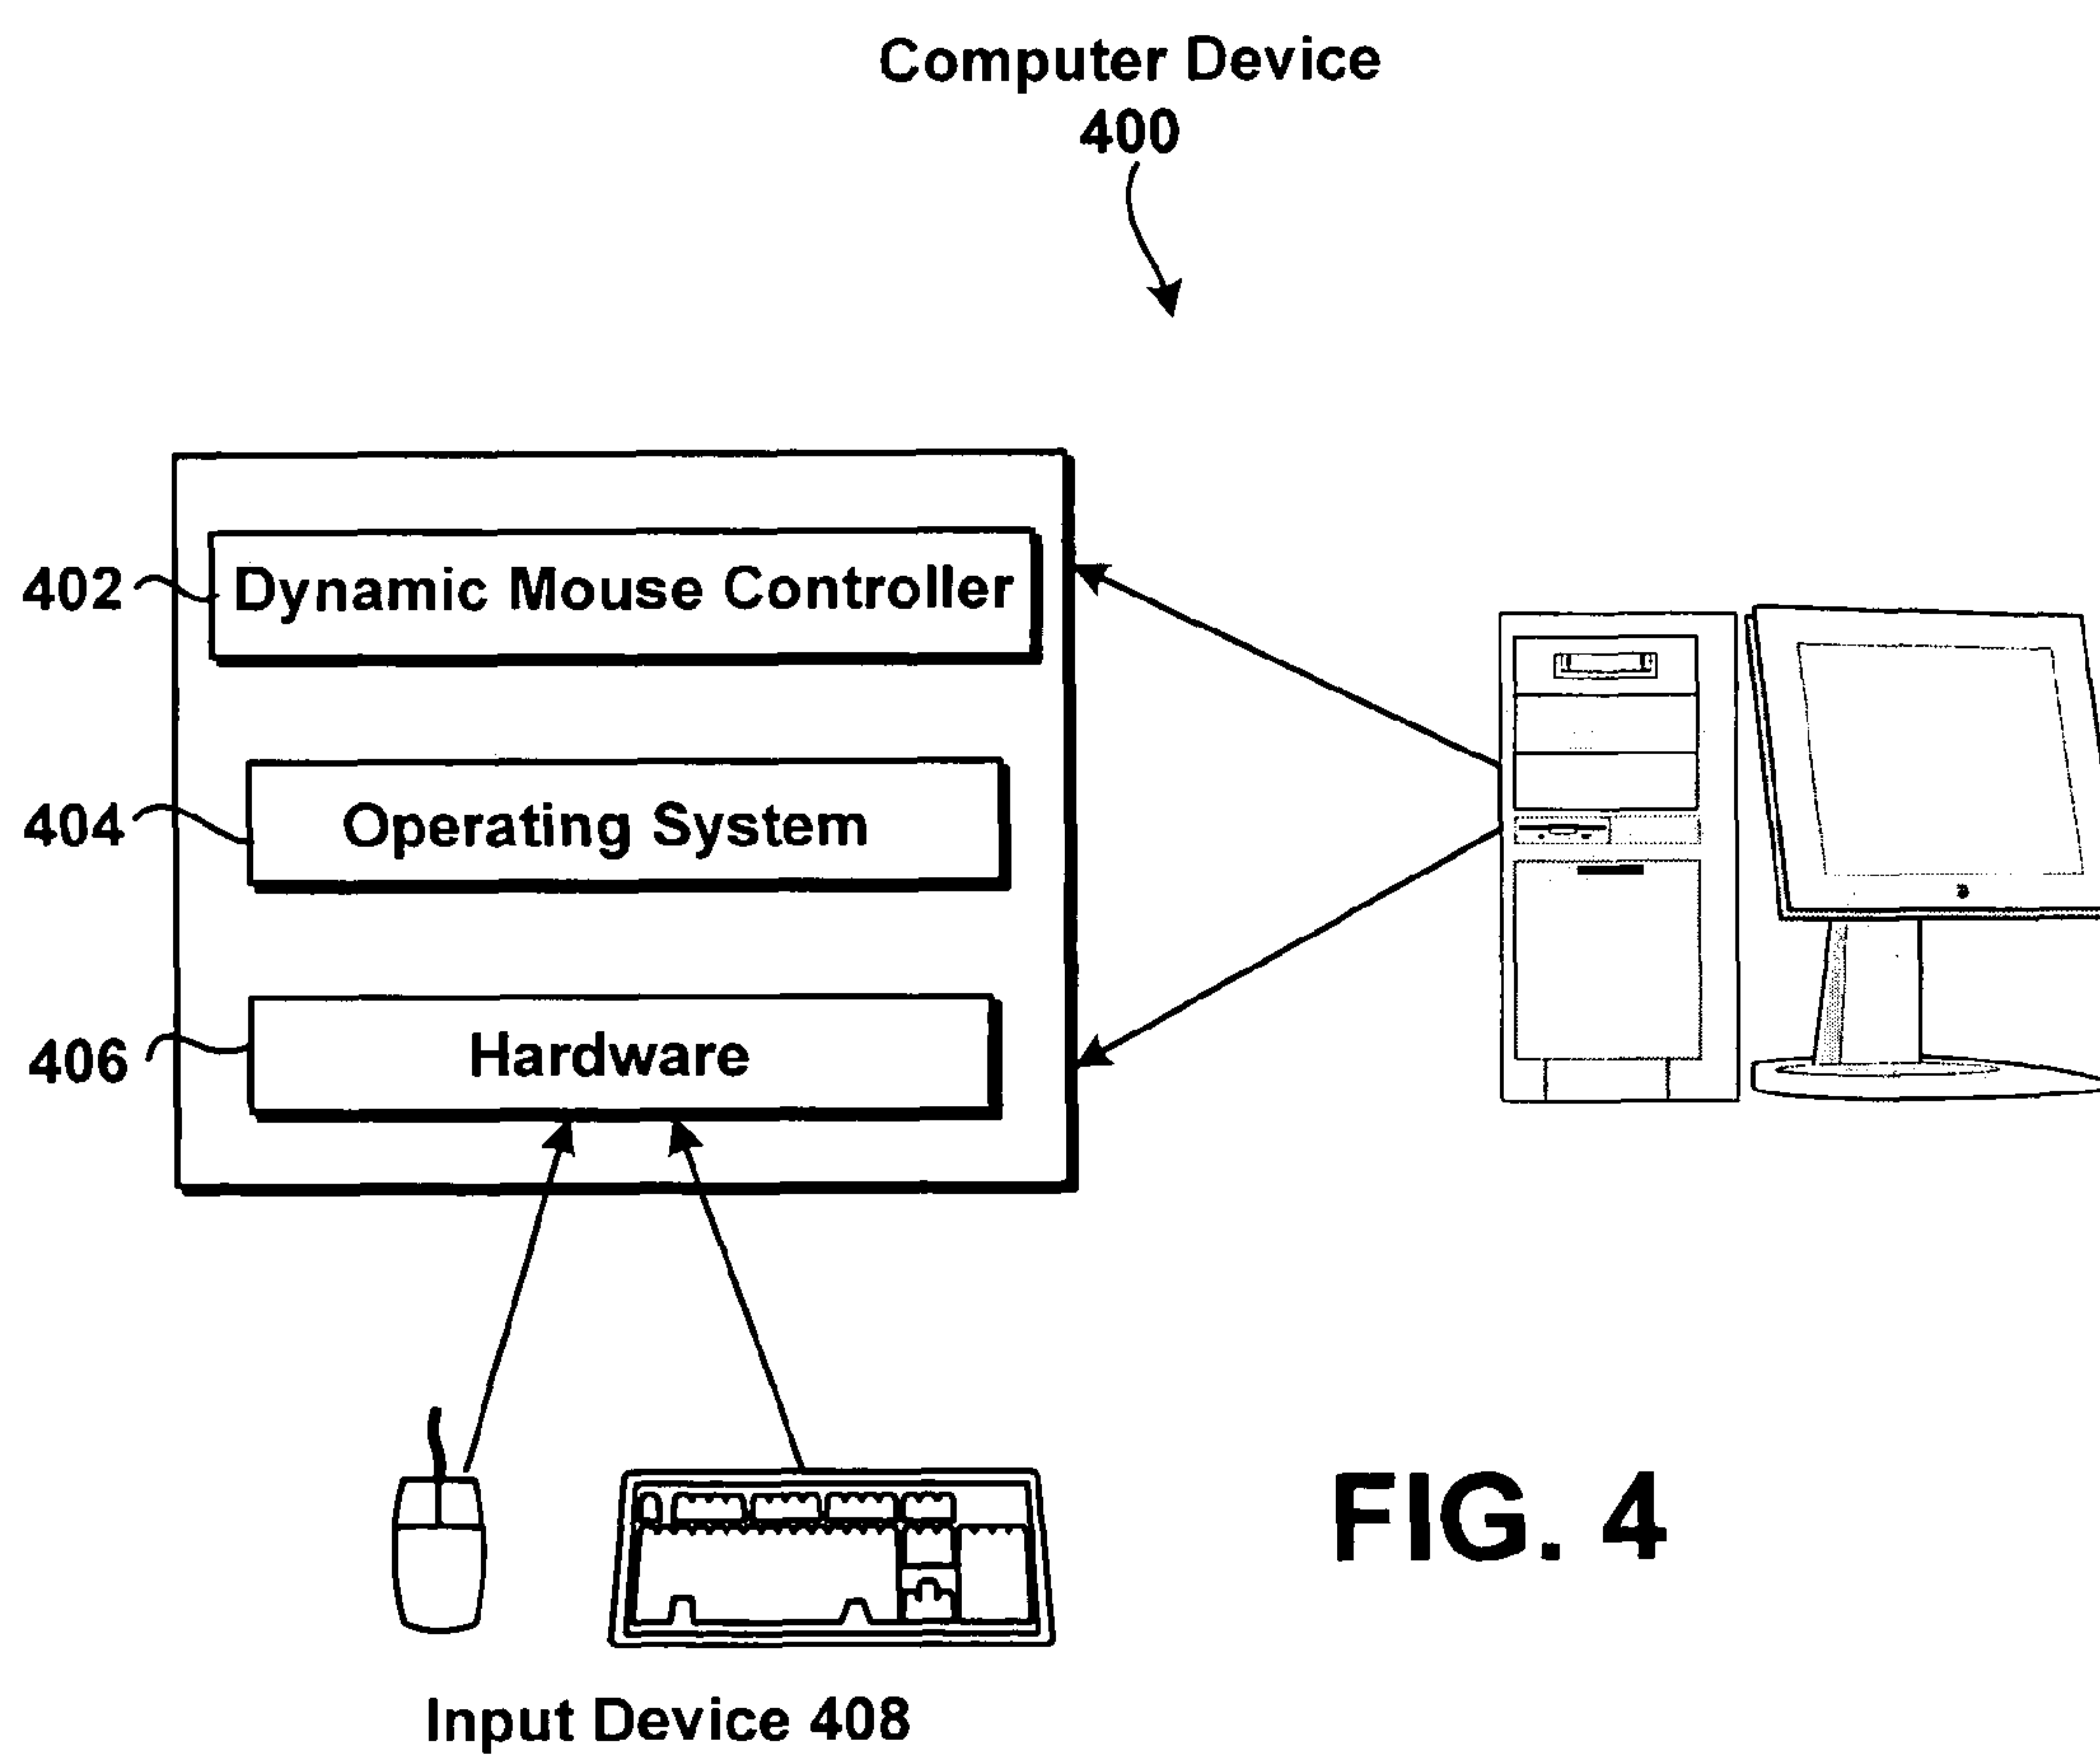 Computer Device
400
402
Dynamic Mouse Controller
404
Operating System
406
Hardware
Input Device 408
FIG. 4